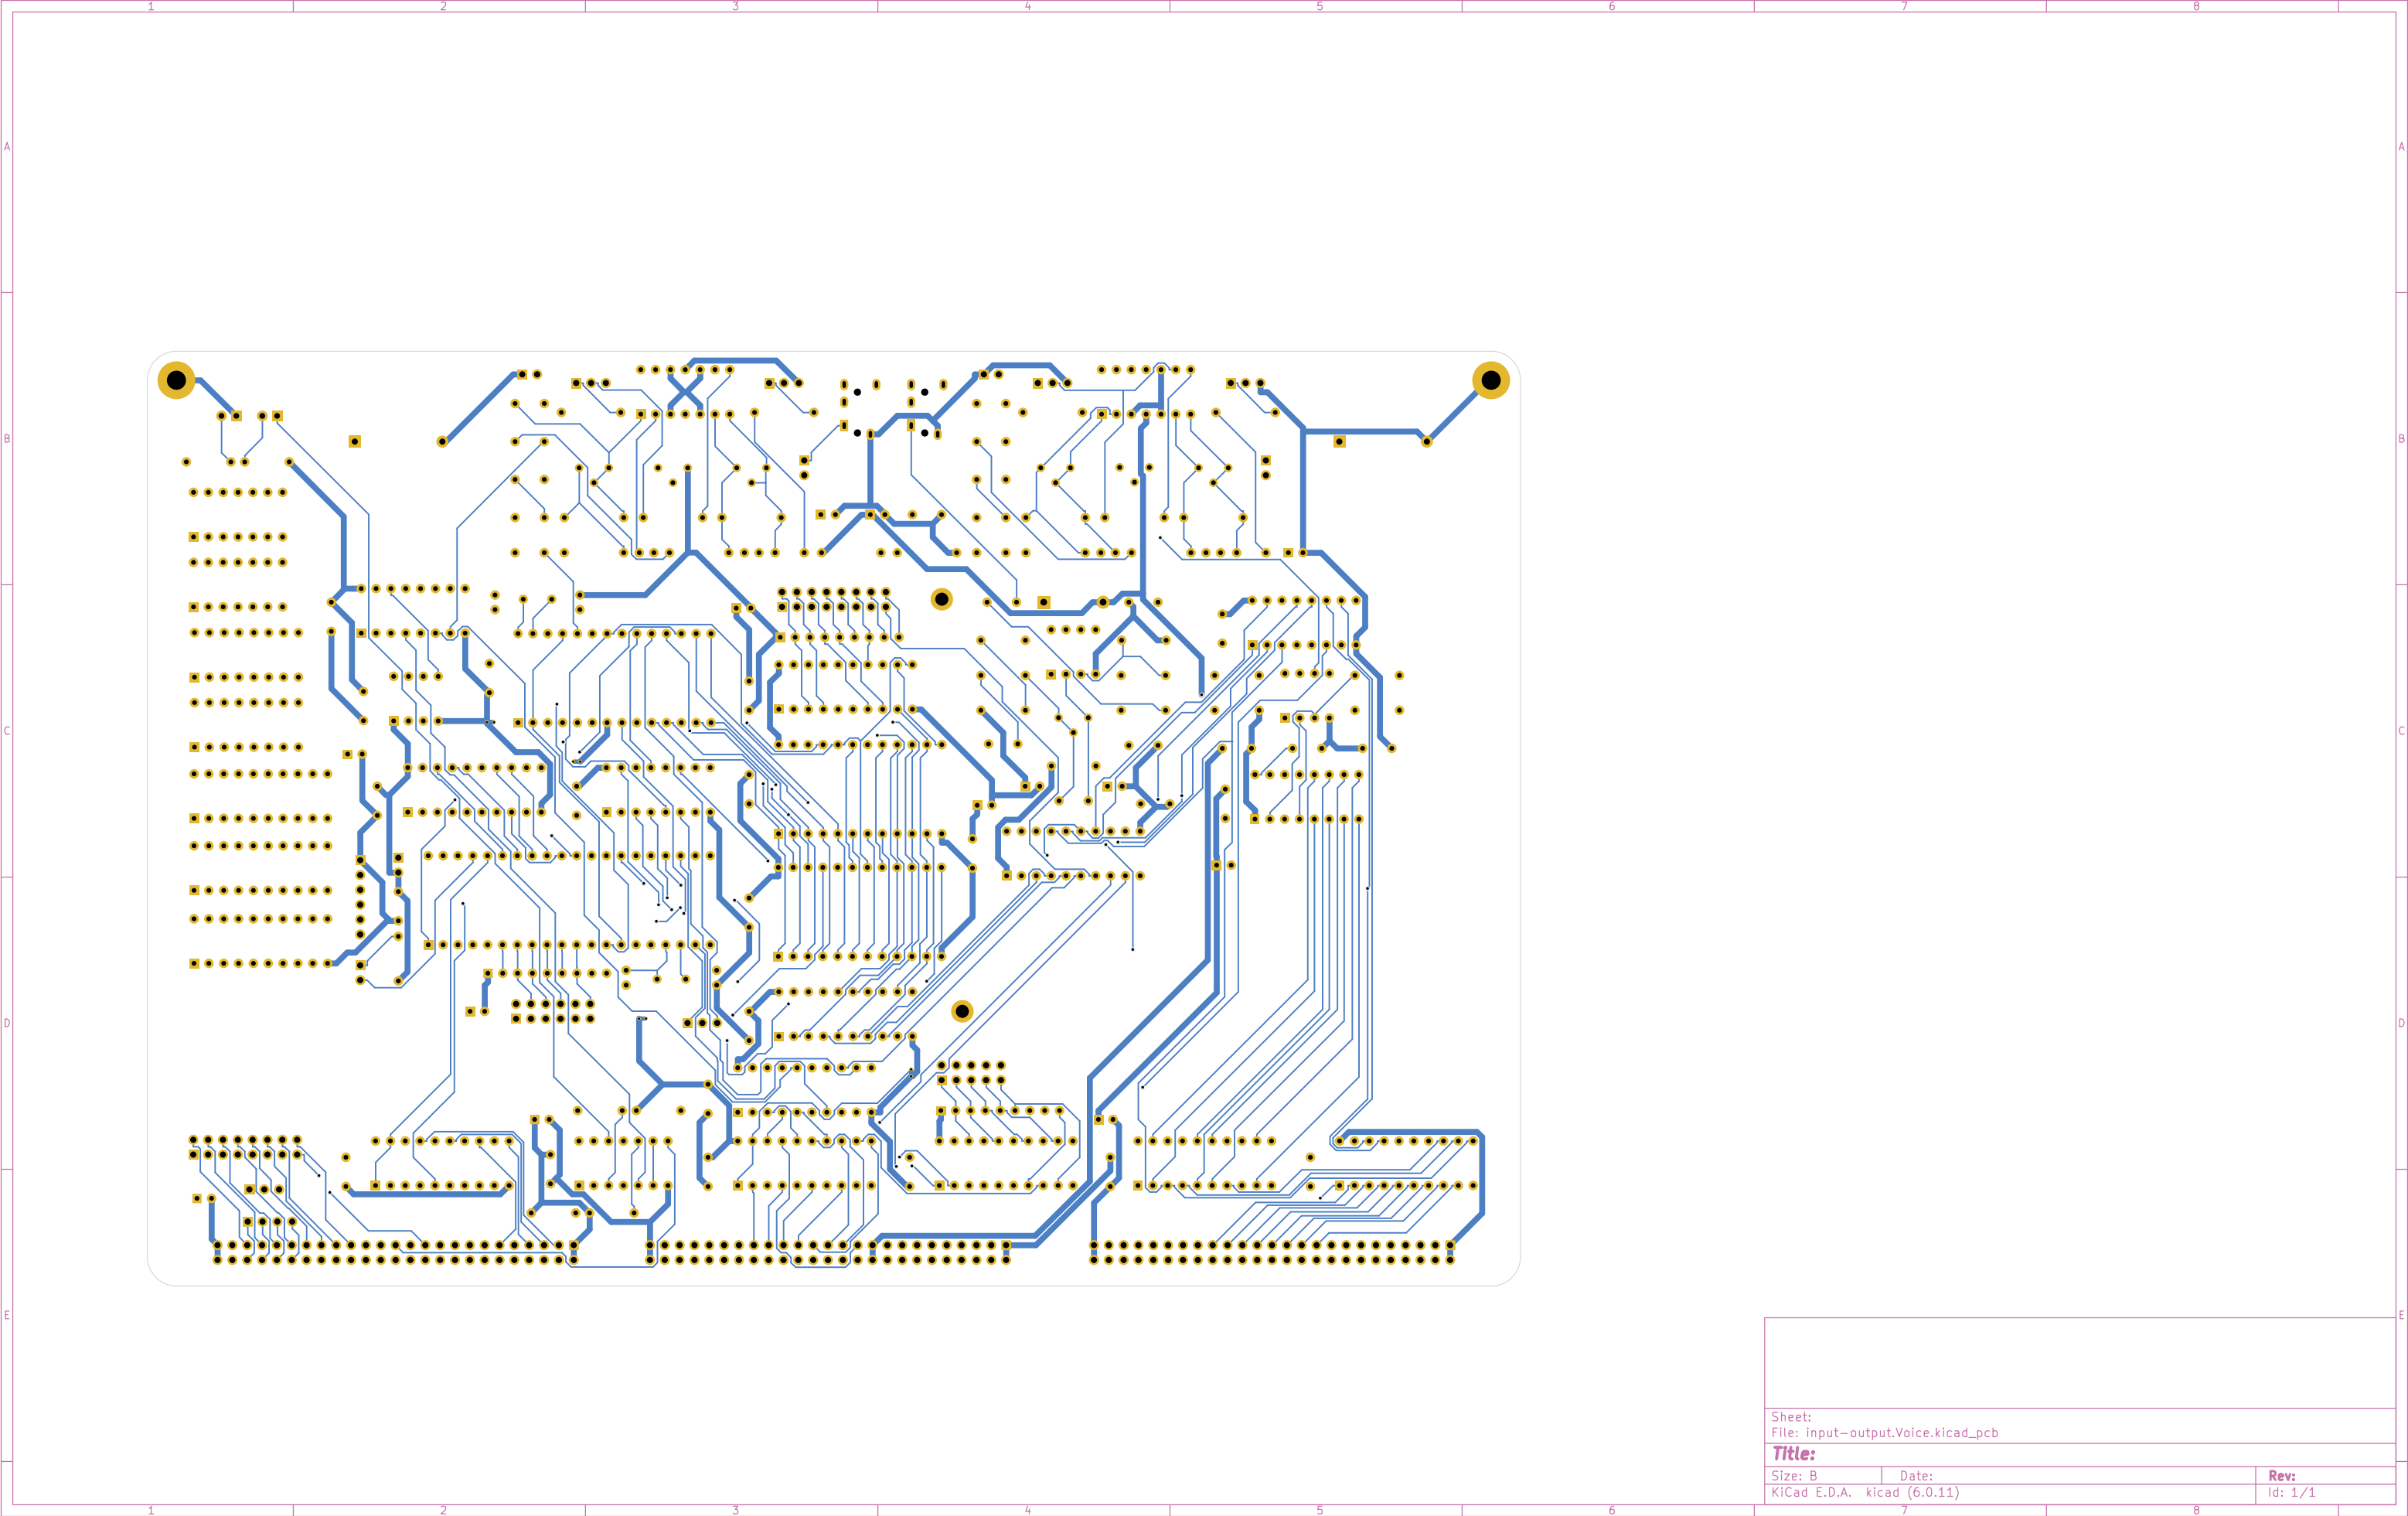 1 2 3 4 5 6 7 8
A A
B B
C C
D D
E E
Sheet:
File: input-output.Voice.kicad_pcb
Title:
Size: B Date: Rev:
KiCad E.D.A. kicad (6.0.11) Id: 1/1
1 2 3 4 5 6 7 8